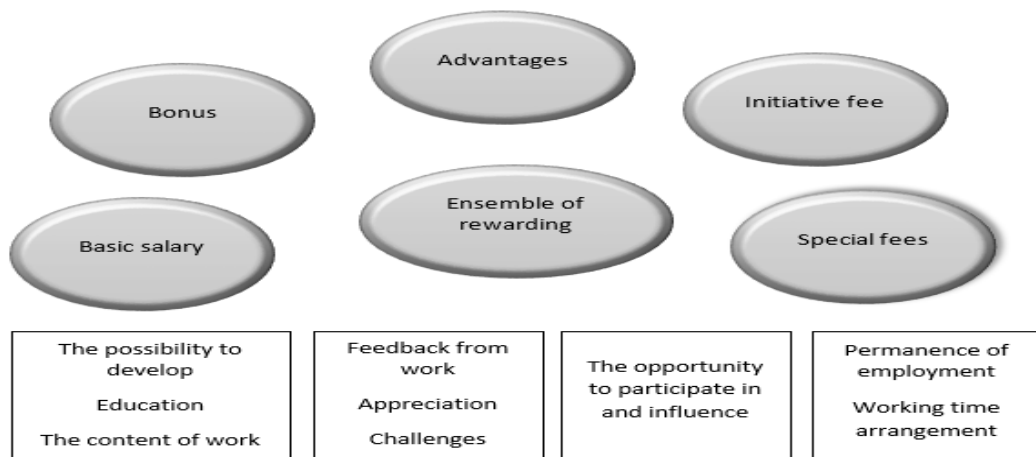 Advantages
Bonus
Initiative fee
Ensemble of
rewarding
Basic salary
Special fees
The possibility to
develop
Education
The content of work
Feedback from
work
Appreciation
Challenges
The opportunity
to participate in
and influence
Permanence of
employment
Working time
arrangement